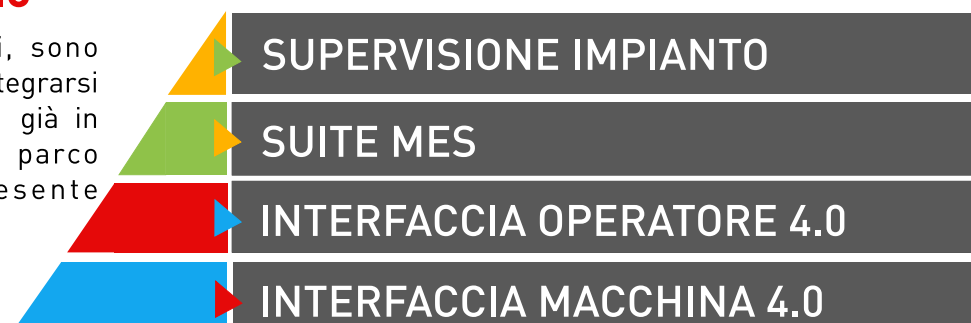 i, sono
tegrarsi
già in
parco
esente
SUPERVISIONE IMPIANTO
SUITE MES
INTERFACCIA OPERATORE 4.0
INTERFACCIA MACCHINA 4.0